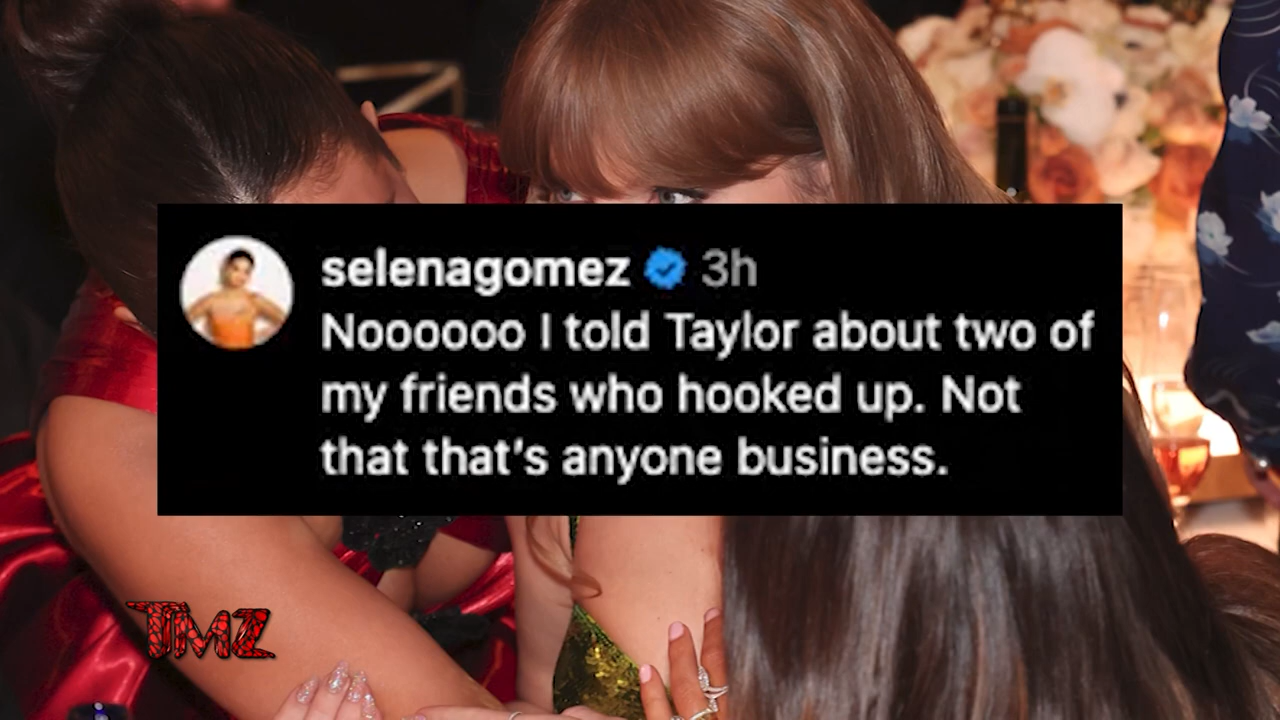 selenagomez 3h
Noooooo I told Taylor about two of
my friends who hooked up. Not
that that's anyone business.
TMZ